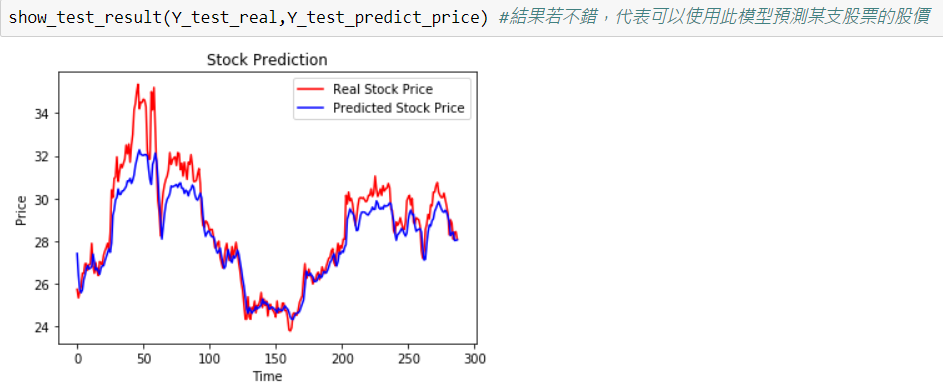 show_test_result(Y_test_real,Y_test_predict_price) #結果若不錯，代表可以使用此模型預測某支股票的股價
Stock Prediction
Real Stock Price
Predicted Stock Price
34
32
30
28
26
24
Price
0 50 100 150 200 250 300
Time